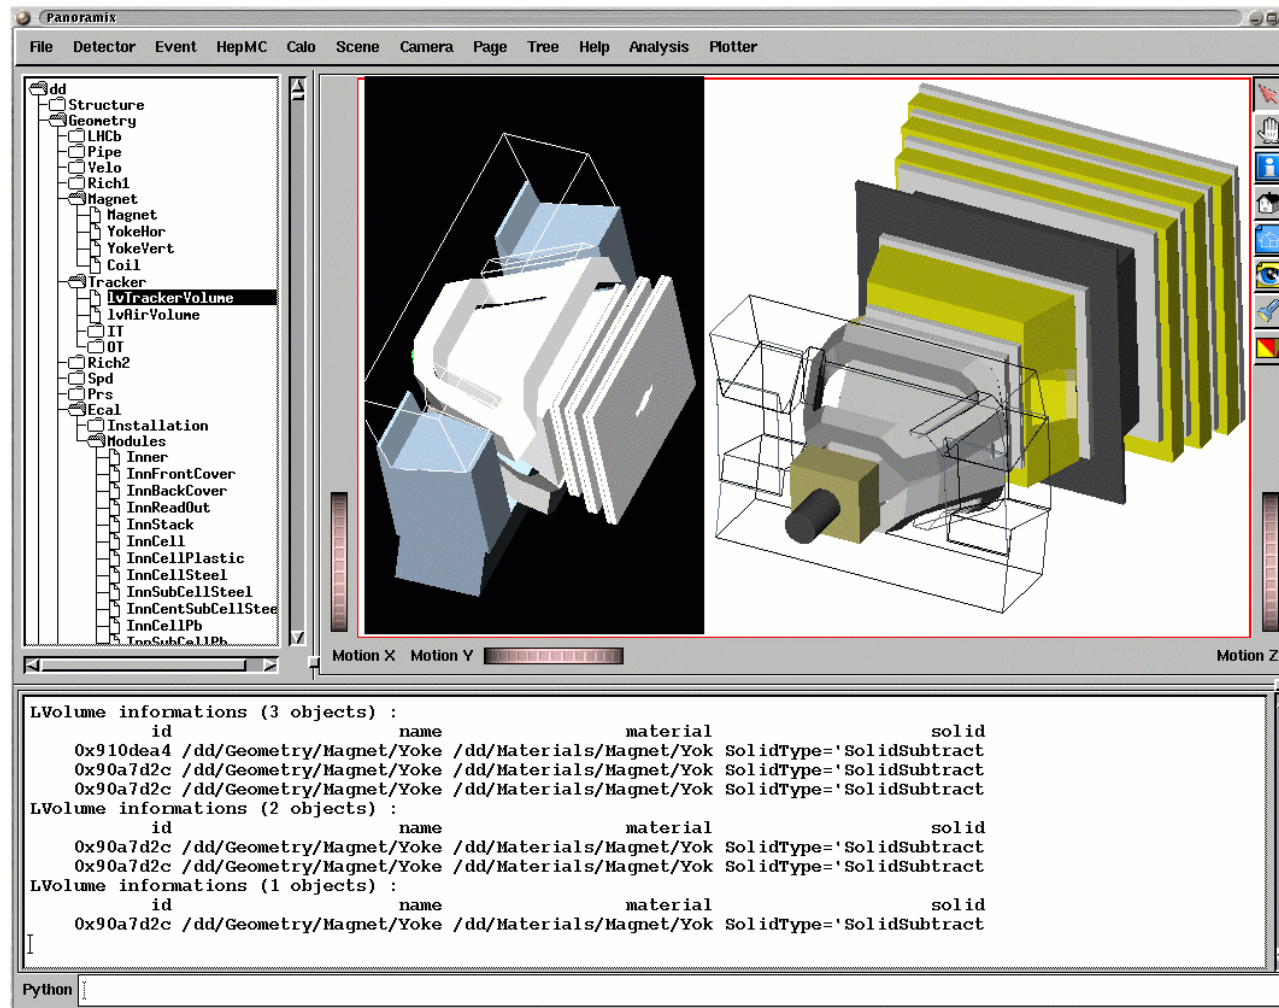 Panoramix
File Detector Event HepMC Calo Scene Camera Page Tree Help Analysis Plotter
dd
Structure
Geometry
LHCb
Pipe
Velo
Rich1
Magnet
Magnet
YokeHor
YokeVert
Coil
Tracker
lvTrackerVolume
lvAirVolume
IT
OT
Rich2
Spd
Prs
Ecal
Installation
Modules
Inner
InnFrontCover
InnBackCover
InnReadOut
InnStack
InnCell
InnCellPlastic
InnCellSteel
InnSubCellSteel
InnCentSubCellStee
InnCellPb
InnSubCellPb
Motion X Motion Y Motion Z
LVolume informations (3 objects) :
id name material solid
0x910dea4 /dd/Geometry/Magnet/Yoke /dd/Materials/Magnet/Yok SolidType='SolidSubtract
0x90a7d2c /dd/Geometry/Magnet/Yoke /dd/Materials/Magnet/Yok SolidType='SolidSubtract
0x90a7d2c /dd/Geometry/Magnet/Yoke /dd/Materials/Magnet/Yok SolidType='SolidSubtract
LVolume informations (2 objects) :
id name material solid
0x90a7d2c /dd/Geometry/Magnet/Yoke /dd/Materials/Magnet/Yok SolidType='SolidSubtract
0x90a7d2c /dd/Geometry/Magnet/Yoke /dd/Materials/Magnet/Yok SolidType='SolidSubtract
LVolume informations (1 objects) :
id name material solid
0x90a7d2c /dd/Geometry/Magnet/Yoke /dd/Materials/Magnet/Yok SolidType='SolidSubtract
Python